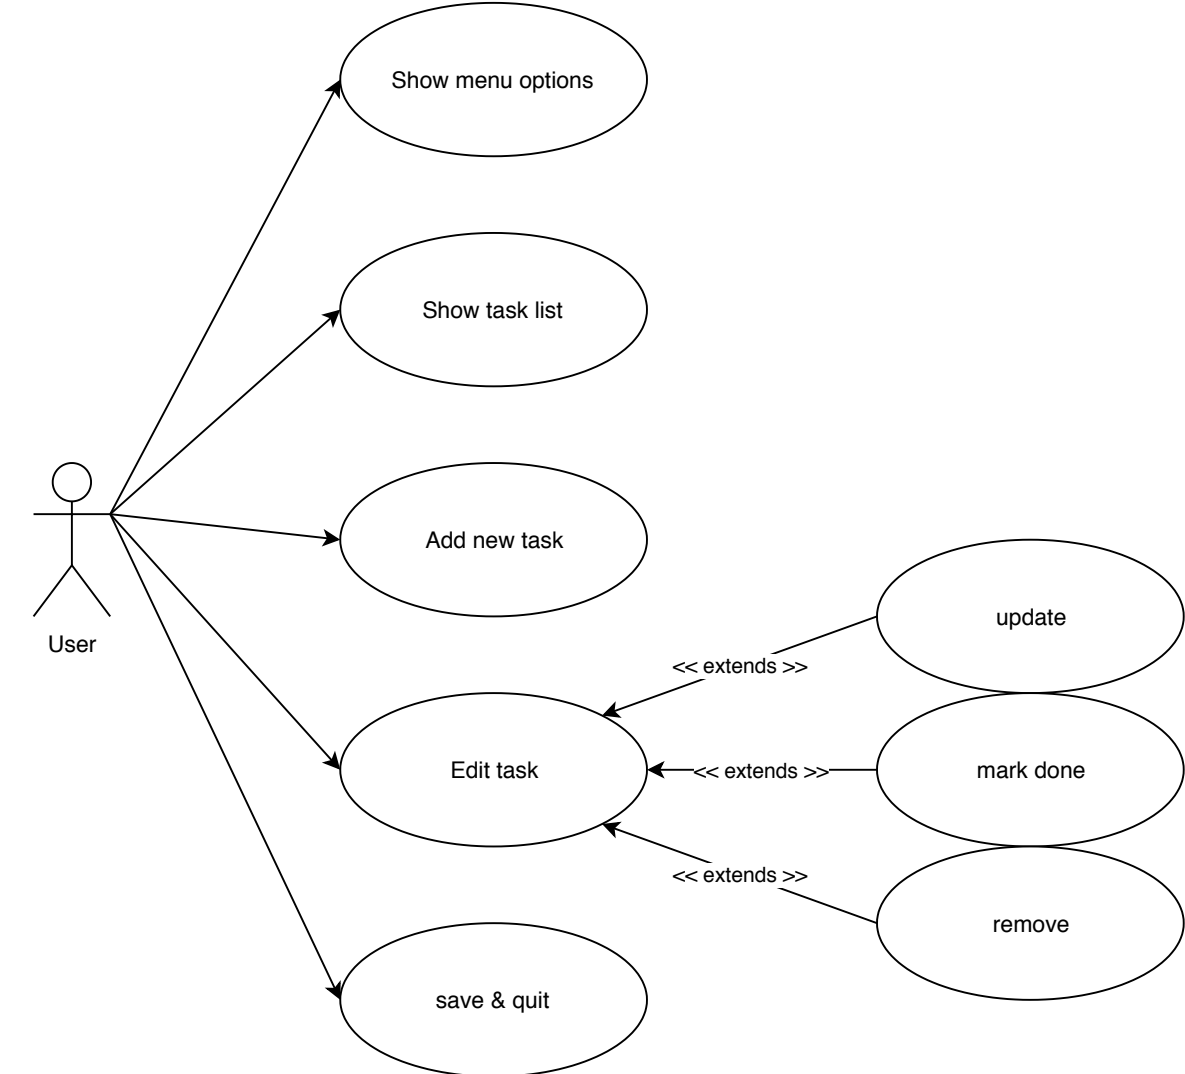 Show menu options
Show task list
Add new task
User
update
<< extends >>
Edit task
<< extends >>
mark done
<< extends >>
remove
save & quit